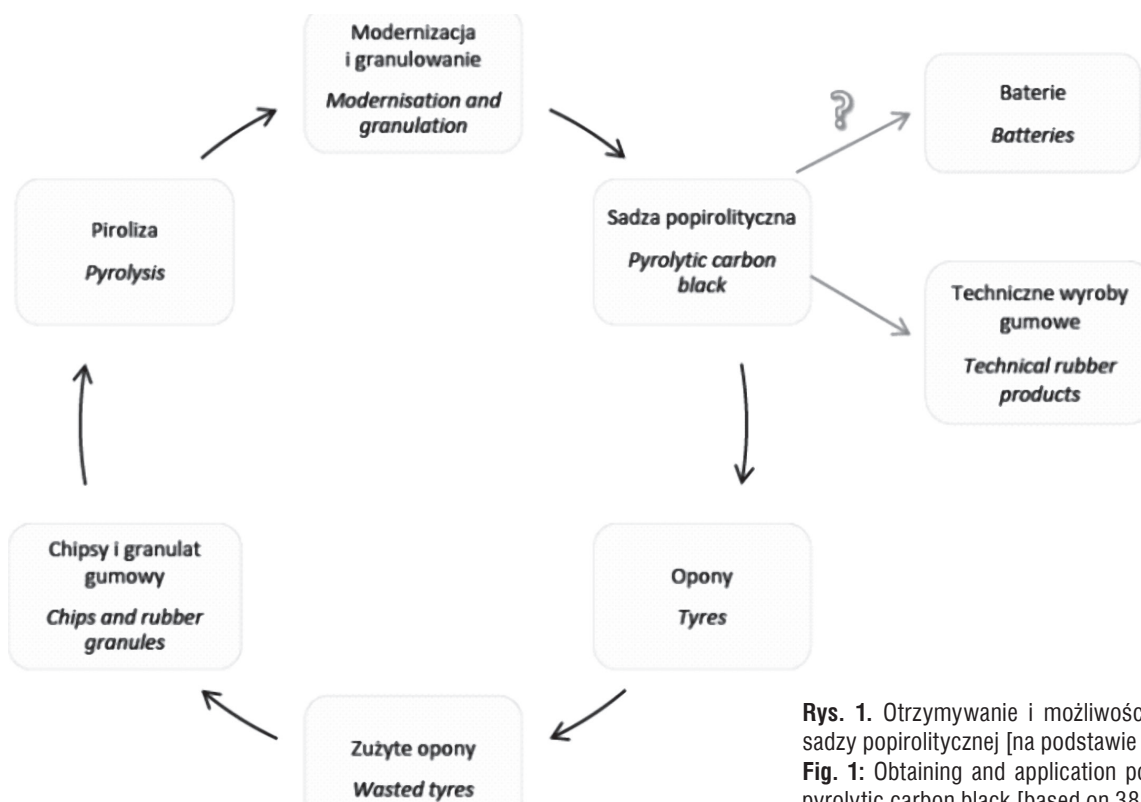 Modernizacja
i granulowanie
Modernisation and
granulation
?
Baterie
Batteries
Piroliza
Pyrolysis
Sadza popirolityczna
Pyrolytic carbon
black
Techniczne wyroby
gumowe
Technical rubber
products
Chipsy i granulat
gumowy
Chips and rubber
granules
Opony
Tyres
Zużyte opony
Wasted tyres
Rys. 1. Otrzymywanie i możliwości
sadzy popirolitycznej [na podstawie
Fig. 1: Obtaining and application
pyrolytic carbon black [based on 38